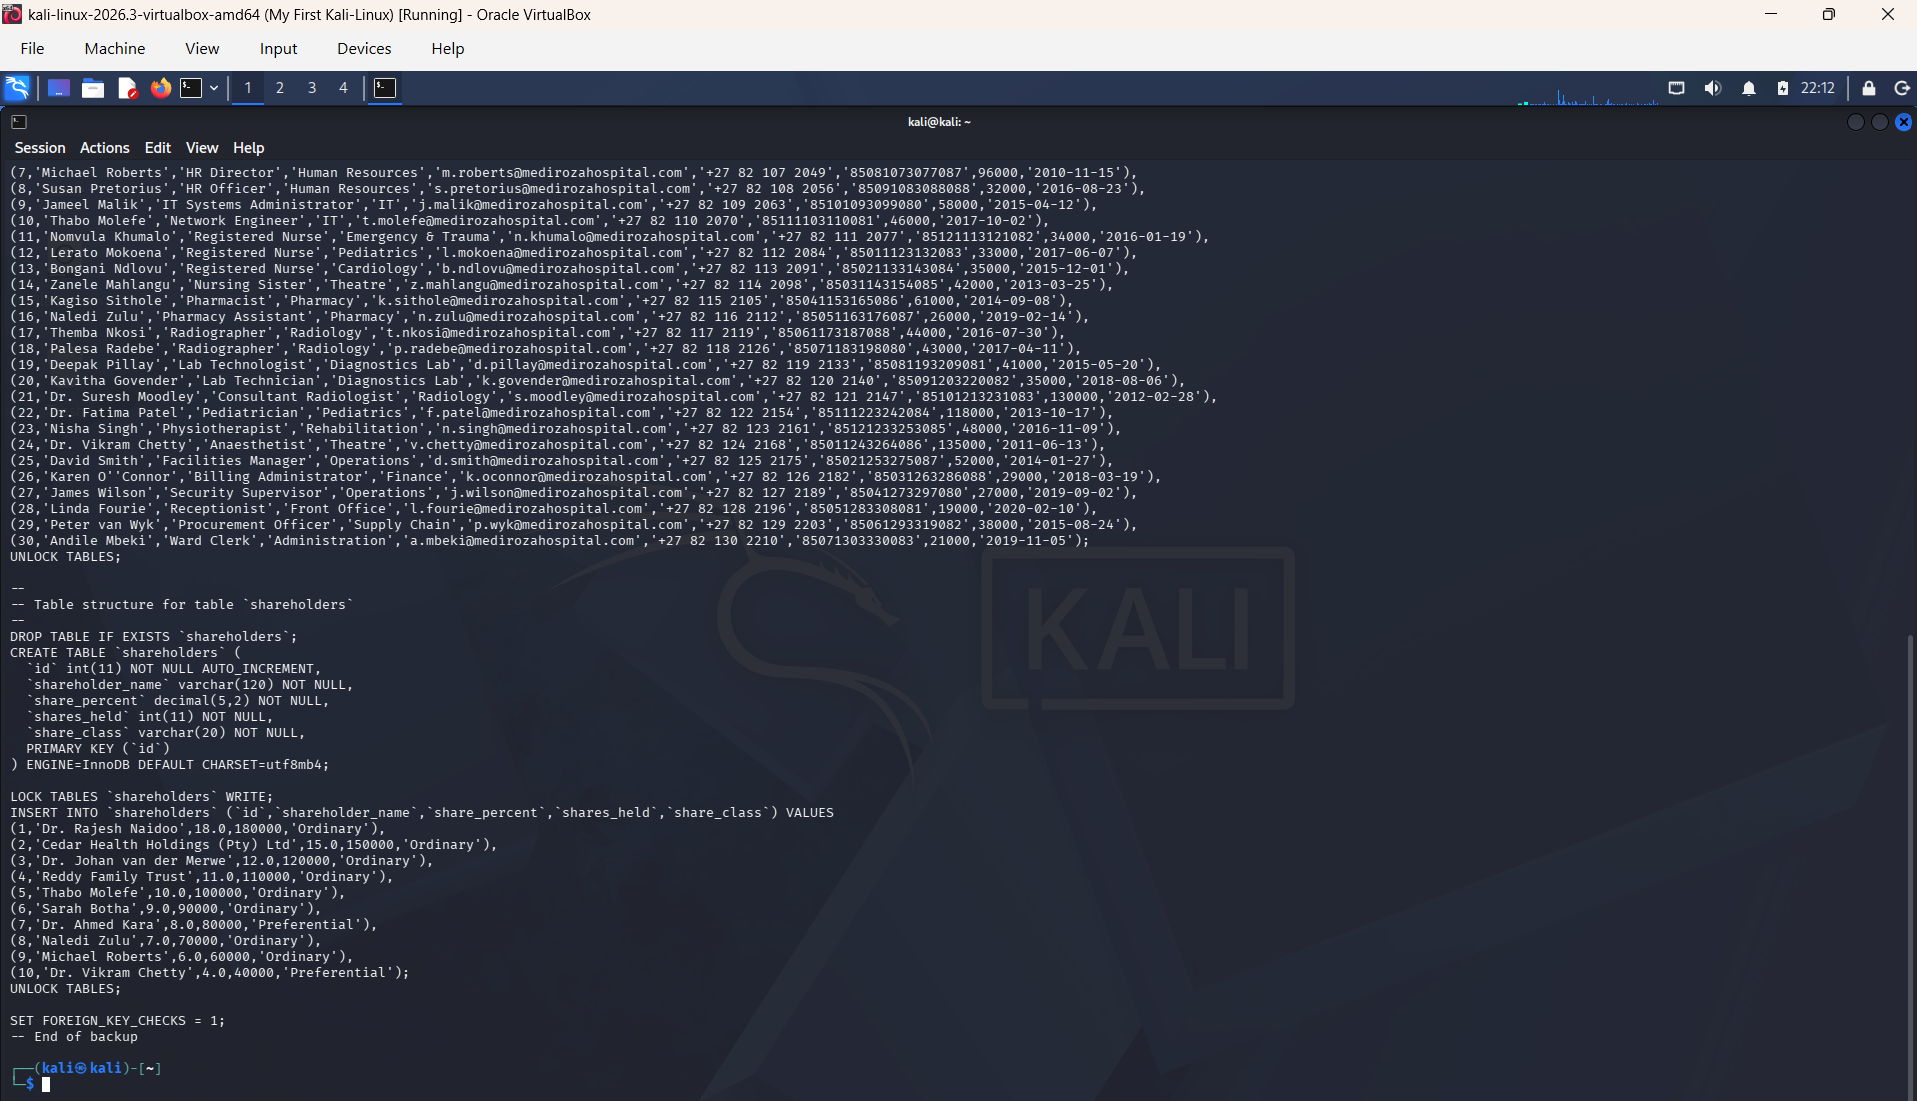 kali-linux-2026.3-virtualbox-amd64 (My First Kali-Linux) [Running] - Oracle VirtualBox
File Machine View Input Devices Help
1 2 3 4 22:12
kali@kali: ~
Session Actions Edit View Help
(7,'Michael Roberts','HR Director','Human Resources','m.roberts@medirozahospital.com','+27 82 107 2049','85081073077087',96000,'2010-11-15'),
(8,'Susan Pretorius','HR Officer','Human Resources','s.pretorius@medirozahospital.com','+27 82 108 2056','85091083088088',32000,'2016-08-23'),
(9,'Jameel Malik','IT Systems Administrator','IT','j.malik@medirozahospital.com','+27 82 109 2063','85101093099080',58000,'2015-04-12'),
(10,'Thabo Molefe','Network Engineer','IT','t.molefe@medirozahospital.com','+27 82 110 2070','85111103110081',46000,'2017-10-02'),
(11,'Nomvula Khumalo','Registered Nurse','Emergency & Trauma','n.khumalo@medirozahospital.com','+27 82 111 2077','85121113121082',34000,'2016-01-19'),
(12,'Lerato Mokoena','Registered Nurse','Pediatrics','l.mokoena@medirozahospital.com','+27 82 112 2084','85011123132083',33000,'2017-06-07'),
(13,'Bongani Ndlovu','Registered Nurse','Cardiology','b.ndlovu@medirozahospital.com','+27 82 113 2091','85021133143084',35000,'2015-12-01'),
(14,'Zanele Mahlangu','Nursing Sister','Theatre','z.mahlangu@medirozahospital.com','+27 82 114 2098','85031143154085',42000,'2013-03-25'),
(15,'Kagiso Sithole','Pharmacist','Pharmacy','k.sithole@medirozahospital.com','+27 82 115 2105','85041153165086',61000,'2014-09-08'),
(16,'Naledi Zulu','Pharmacy Assistant','Pharmacy','n.zulu@medirozahospital.com','+27 82 116 2112','85051163176087',26000,'2019-02-14'),
(17,'Themba Nkosi','Radiographer','Radiology','t.nkosi@medirozahospital.com','+27 82 117 2119','85061173187088',44000,'2016-07-30'),
(18,'Palesa Radebe','Radiographer','Radiology','p.radebe@medirozahospital.com','+27 82 118 2126','85071183198080',43000,'2017-04-11'),
(19,'Deepak Pillay','Lab Technologist','Diagnostics Lab','d.pillay@medirozahospital.com','+27 82 119 2133','85081193209081',41000,'2015-05-20'),
(20,'Kavitha Govender','Lab Technician','Diagnostics Lab','k.govender@medirozahospital.com','+27 82 120 2140','85091203220082',35000,'2018-08-06'),
(21,'Dr. Suresh Moodley','Consultant Radiologist','Radiology','s.moodley@medirozahospital.com','+27 82 121 2147','85101213231083',130000,'2012-02-28'),
(22,'Dr. Fatima Patel','Pediatrician','Pediatrics','f.patel@medirozahospital.com','+27 82 122 2154','85111223242084',118000,'2013-10-17'),
(23,'Nisha Singh','Physiotherapist','Rehabilitation','n.singh@medirozahospital.com','+27 82 123 2161','85121233253085',48000,'2016-11-09'),
(24,'Dr. Vikram Chetty','Anaesthetist','Theatre','v.chetty@medirozahospital.com','+27 82 124 2168','85011243264086',135000,'2011-06-13'),
(25,'David Smith','Facilities Manager','Operations','d.smith@medirozahospital.com','+27 82 125 2175','85021253275087',52000,'2014-01-27'),
(26,'Karen O''Connor','Billing Administrator','Finance','k.oconnor@medirozahospital.com','+27 82 126 2182','85031263286088',29000,'2018-03-19'),
(27,'James Wilson','Security Supervisor','Operations','j.wilson@medirozahospital.com','+27 82 127 2189','85041273297080',27000,'2019-09-02'),
(28,'Linda Fourie','Receptionist','Front Office','l.fourie@medirozahospital.com','+27 82 128 2196','85051283308081',19000,'2020-02-10'),
(29,'Peter van Wyk','Procurement Officer','Supply Chain','p.wyk@medirozahospital.com','+27 82 129 2203','85061293319082',38000,'2015-08-24'),
(30,'Andile Mbeki','Ward Clerk','Administration','a.mbeki@medirozahospital.com','+27 82 130 2210','85071303330083',21000,'2019-11-05');
UNLOCK TABLES;
--
-- Table structure for table `shareholders`
--
DROP TABLE IF EXISTS `shareholders`;
CREATE TABLE `shareholders` (
`id` int(11) NOT NULL AUTO_INCREMENT,
`shareholder_name` varchar(120) NOT NULL,
`share_percent` decimal(5,2) NOT NULL,
`shares_held` int(11) NOT NULL,
`share_class` varchar(20) NOT NULL,
PRIMARY KEY (`id`)
) ENGINE=InnoDB DEFAULT CHARSET=utf8mb4;
LOCK TABLES `shareholders` WRITE;
INSERT INTO `shareholders` (`id`,`shareholder_name`,`share_percent`,`shares_held`,`share_class`) VALUES
(1,'Dr. Rajesh Naidoo',18.0,180000,'Ordinary'),
(2,'Cedar Health Holdings (Pty) Ltd',15.0,150000,'Ordinary'),
(3,'Dr. Johan van der Merwe',12.0,120000,'Ordinary'),
(4,'Reddy Family Trust',11.0,110000,'Ordinary'),
(5,'Thabo Molefe',10.0,100000,'Ordinary'),
(6,'Sarah Botha',9.0,90000,'Ordinary'),
(7,'Dr. Ahmed Kara',8.0,80000,'Preferential'),
(8,'Naledi Zulu',7.0,70000,'Ordinary'),
(9,'Michael Roberts',6.0,60000,'Ordinary'),
(10,'Dr. Vikram Chetty',4.0,40000,'Preferential');
UNLOCK TABLES;
SET FOREIGN_KEY_CHECKS = 1;
-- End of backup
┌──(kali㉿kali)-[~]
└─$
KALI